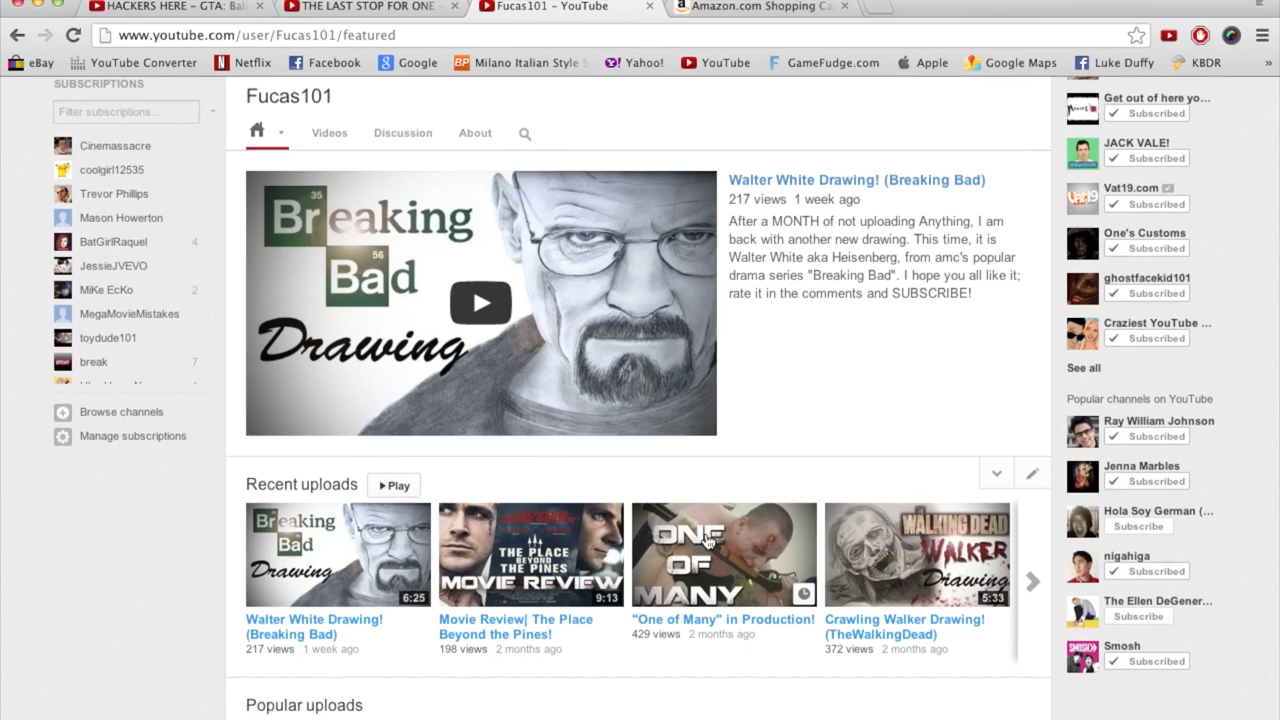 HACKERS HERE – GTA: Ball
THE LAST STOP FOR ONE –
Fucas101 – YouTube
Amazon.com Shopping Ca
www.youtube.com/user/Fucas101/featured
eBay YouTube Converter Netflix Facebook Google Milano Italian Style S Yahoo! YouTube GameFudge.com Apple Google Maps Luke Duffy KBDR »
SUBSCRIPTIONS
Filter subscriptions...
Cinemassacre
coolgirl12535
Trevor Phillips
Mason Howerton
BatGirlRaquel 4
JessieJVEVO
MiKe EcKo 2
MegaMovieMistakes
toydude101
break 7
Browse channels
Manage subscriptions
Fucas101
Videos Discussion About
35
Breaking
56
Bad
Drawing
Walter White Drawing! (Breaking Bad)
217 views 1 week ago
After a MONTH of not uploading Anything, I am
back with another new drawing. This time, it is
Walter White aka Heisenberg, from amc's popular
drama series "Breaking Bad". I hope you all like it;
rate it in the comments and SUBSCRIBE!
Recent uploads
Play
Breaking
Bad
Drawing
6:25
Walter White Drawing!
(Breaking Bad)
217 views 1 week ago
THE PLACE
BEYOND
THE PINES
MOVIE REVIEW
9:13
Movie Review| The Place
Beyond the Pines!
198 views 2 months ago
ONE
OF
MANY
"One of Many" in Production!
429 views 2 months ago
WALKING DEAD
WALKER
Drawing
5:33
Crawling Walker Drawing!
(TheWalkingDead)
372 views 2 months ago
Popular uploads
Get out of here yo...
Subscribed
JACK VALE!
Subscribed
Vat19.com
Subscribed
One's Customs
Subscribed
ghostfacekid101
Subscribed
Craziest YouTube ...
Subscribed
See all
Popular channels on YouTube
Ray William Johnson
Subscribed
Jenna Marbles
Subscribed
Hola Soy German (...
Subscribe
nigahiga
Subscribed
The Ellen DeGener...
Subscribe
Smosh
Subscribed